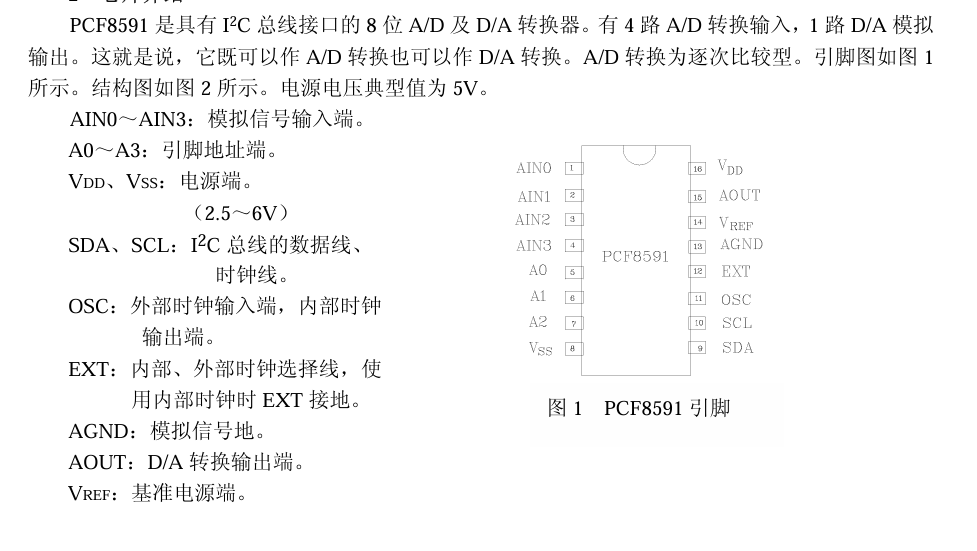 PCF8591 是具有 I²C 总线接口的 8 位 A/D 及 D/A 转换器。有 4 路 A/D 转换输入，1 路 D/A 模拟
输出。这就是说，它既可以作 A/D 转换也可以作 D/A 转换。A/D 转换为逐次比较型。引脚图如图 1
所示。结构图如图 2 所示。电源电压典型值为 5V。
AIN0～AIN3：模拟信号输入端。
A0～A3：引脚地址端。
VDD、VSS：电源端。
（2.5～6V）
SDA、SCL：I²C 总线的数据线、
时钟线。
OSC：外部时钟输入端，内部时钟
输出端。
EXT：内部、外部时钟选择线，使
用内部时钟时 EXT 接地。
AGND：模拟信号地。
AOUT：D/A 转换输出端。
VREF：基准电源端。
AIN0 1 16 VDD
AIN1 2 15 AOUT
AIN2 3 14 VREF
AIN3 4 13 AGND
PCF8591
A0 5 12 EXT
A1 6 11 OSC
A2 7 10 SCL
VSS 8 9 SDA
图 1 PCF8591 引脚